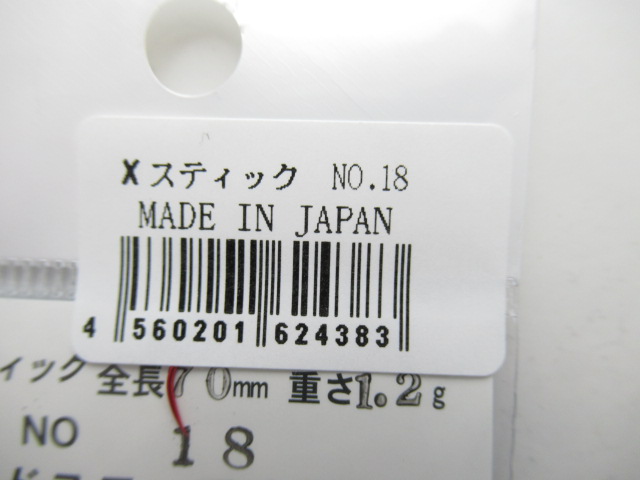 Xスティック NO.18
MADE IN JAPAN
4 560201 624383
ィック 全長70mm 重さ1.2g
NO 18